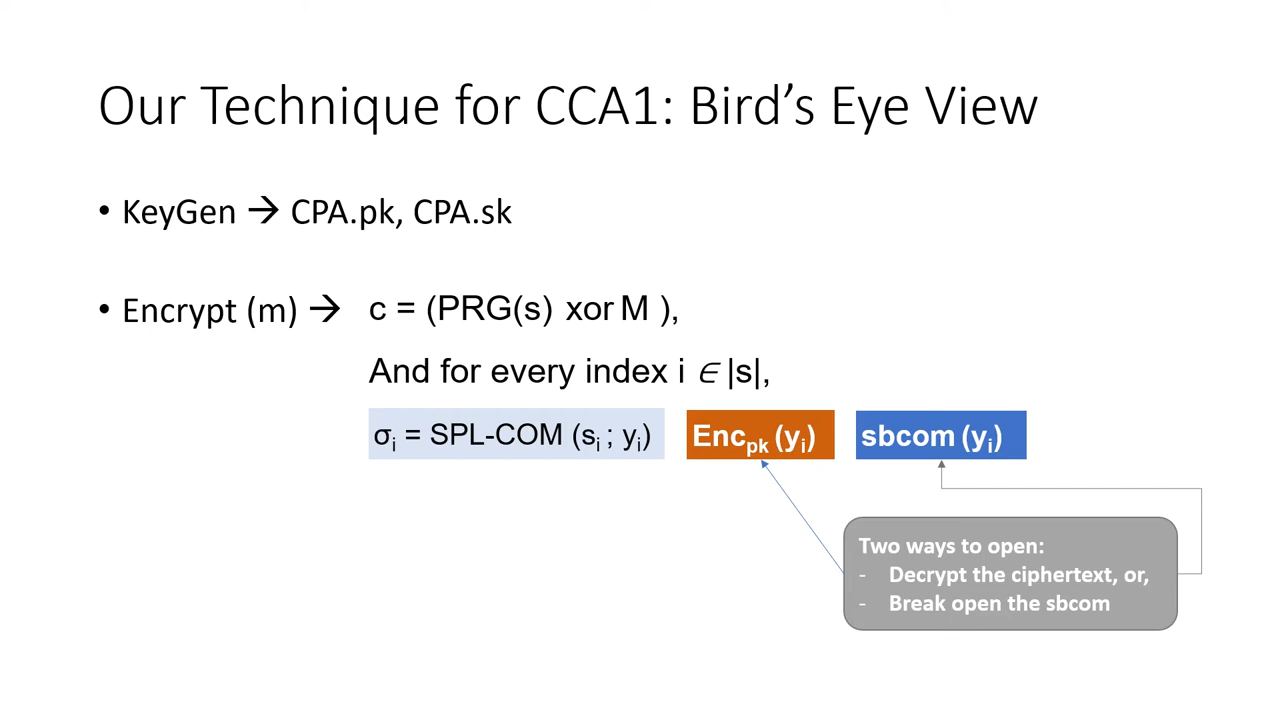 Our Technique for CCA1: Bird’s Eye View
• KeyGen → CPA.pk, CPA.sk
• Encrypt (m) → c = (PRG(s) xor M ),
And for every index i ∈ |s|,
σi = SPL-COM (si ; yi) Encpk (yi) sbcom (yi)
Two ways to open:
- Decrypt the ciphertext, or,
- Break open the sbcom